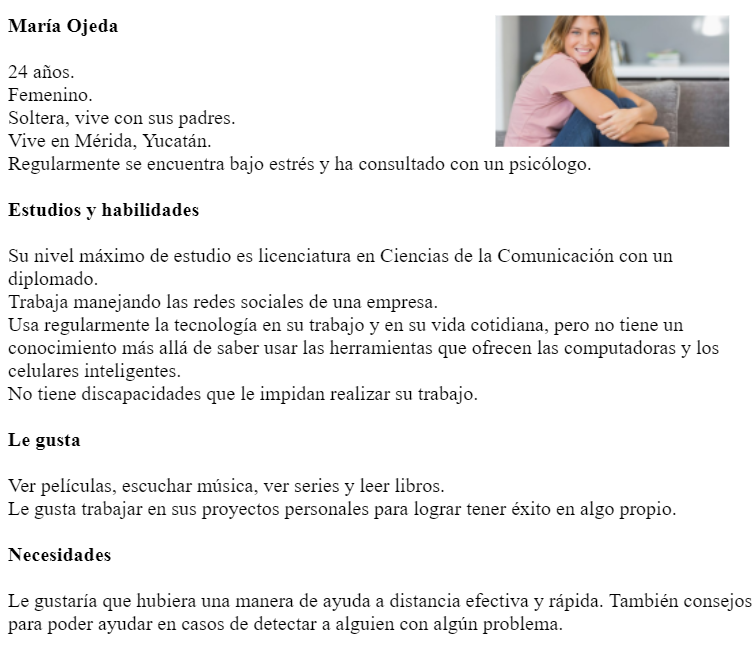 María Ojeda
24 años.
Femenino.
Soltera, vive con sus padres.
Vive en Mérida, Yucatán.
Regularmente se encuentra bajo estrés y ha consultado con un psicólogo.
Estudios y habilidades
Su nivel máximo de estudio es licenciatura en Ciencias de la Comunicación con un
diplomado.
Trabaja manejando las redes sociales de una empresa.
Usa regularmente la tecnología en su trabajo y en su vida cotidiana, pero no tiene un
conocimiento más allá de saber usar las herramientas que ofrecen las computadoras y los
celulares inteligentes.
No tiene discapacidades que le impidan realizar su trabajo.
Le gusta
Ver películas, escuchar música, ver series y leer libros.
Le gusta trabajar en sus proyectos personales para lograr tener éxito en algo propio.
Necesidades
Le gustaría que hubiera una manera de ayuda a distancia efectiva y rápida. También consejos
para poder ayudar en casos de detectar a alguien con algún problema.